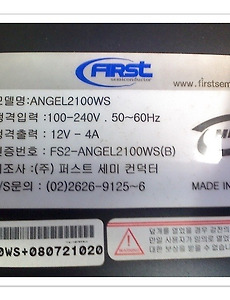 FIRST
semiconductor
www.firstsem
모델명:ANGEL2100WS
정격입력 : 100-240V . 50~60Hz
정격출력 : 12V - 4A
인증번호 : FS2-ANGEL2100WS(B)
제조사 : (주) 퍼스트 세미 컨덕터
A/S문의 : (02)2626-9125~6
MADE IN
0WS+080721020